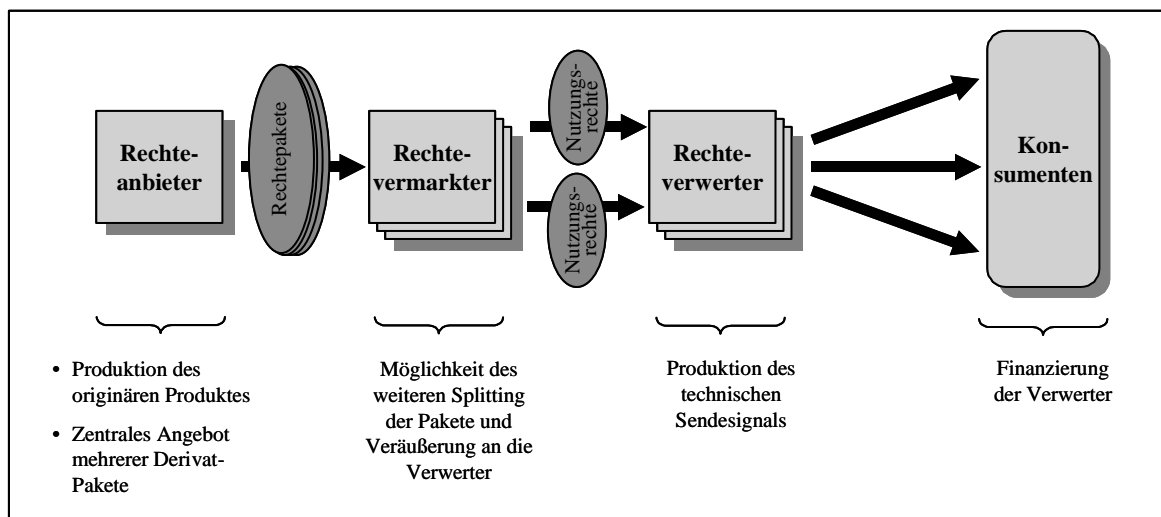 Rechte-
anbieter
Rechtepakete
Rechte-
vermarkter
Nutzungs-
rechte
Nutzungs-
rechte
Rechte-
verwerter
Kon-
sumenten
• Produktion des
originären Produktes
• Zentrales Angebot
mehrerer Derivat-
Pakete
Möglichkeit des
weiteren Splitting
der Pakete und
Veräußerung an die
Verwerter
Produktion des
technischen
Sendesignals
Finanzierung
der Verwerter